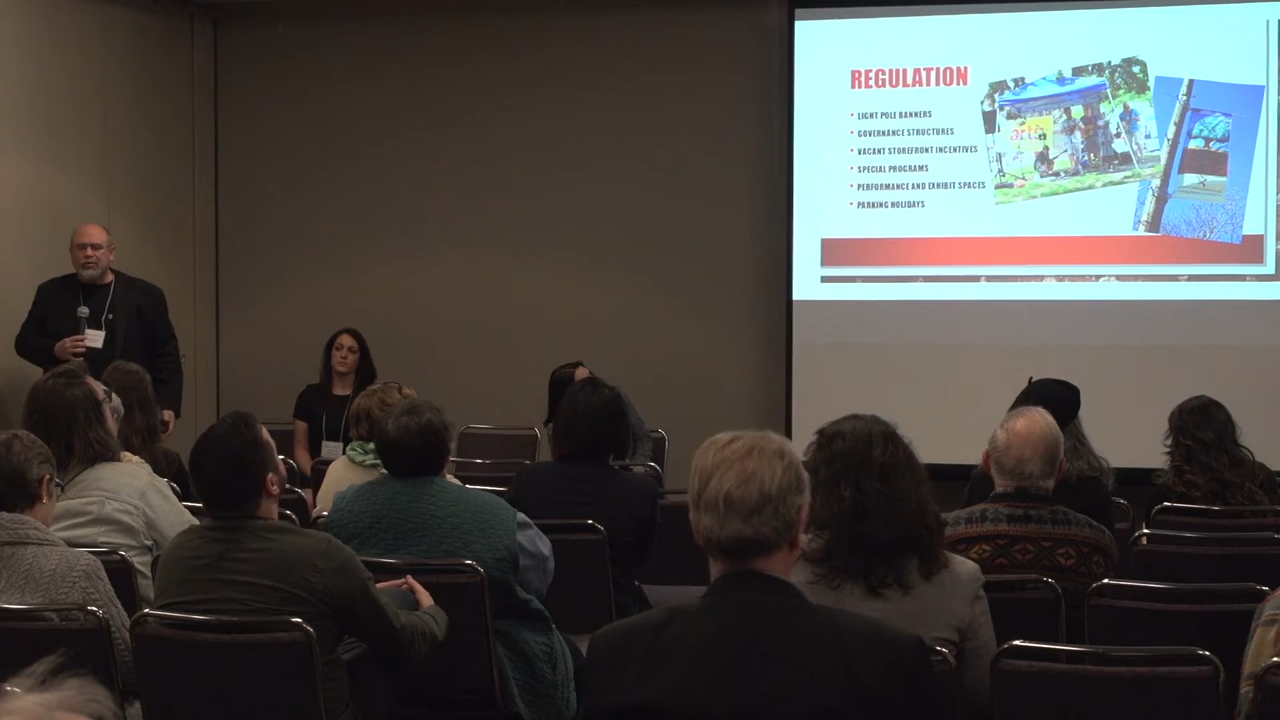 REGULATION
LIGHT POLE BANNERS
GOVERNANCE STRUCTURES
VACANT STOREFRONT INCENTIVES
SPECIAL PROGRAMS
PERFORMANCE AND EXHIBIT SPACES
PARKING HOLIDAYS